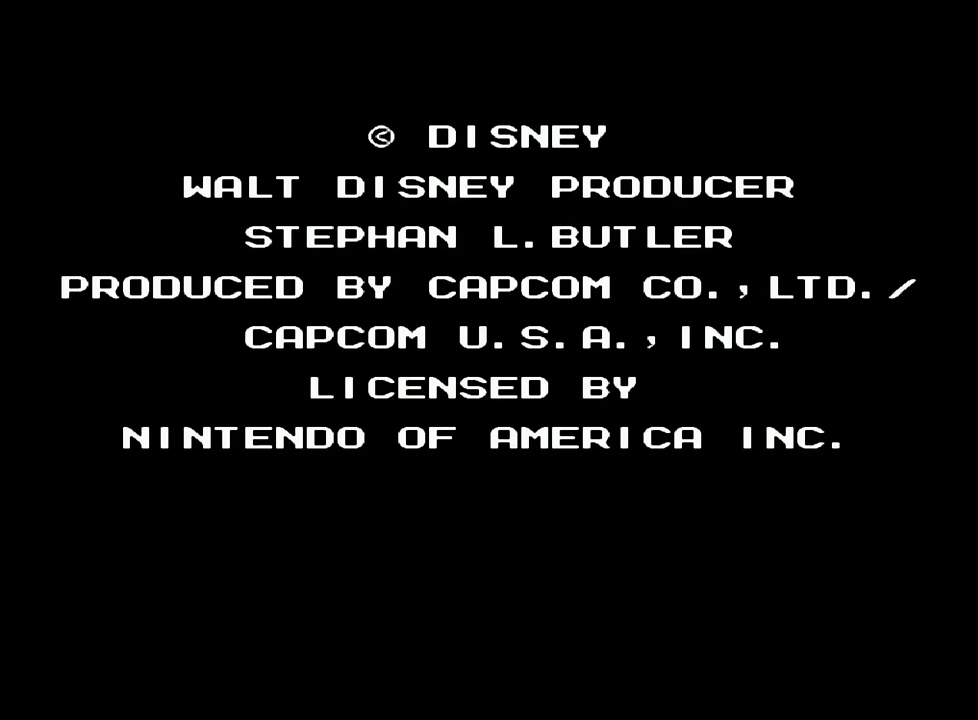 © DISNEY
WALT DISNEY PRODUCER
STEPHAN L.BUTLER
PRODUCED BY CAPCOM CO.,LTD./
CAPCOM U.S.A.,INC.
LICENSED BY
NINTENDO OF AMERICA INC.